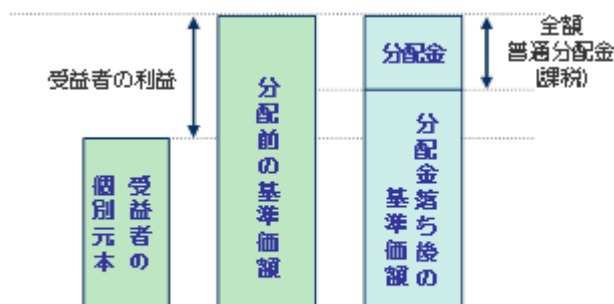 全額
普通分配金
(課税)
分配金
受益者の利益
分配前の基準価額
分配金落ち後の
基準価額
受益者の
個別元本